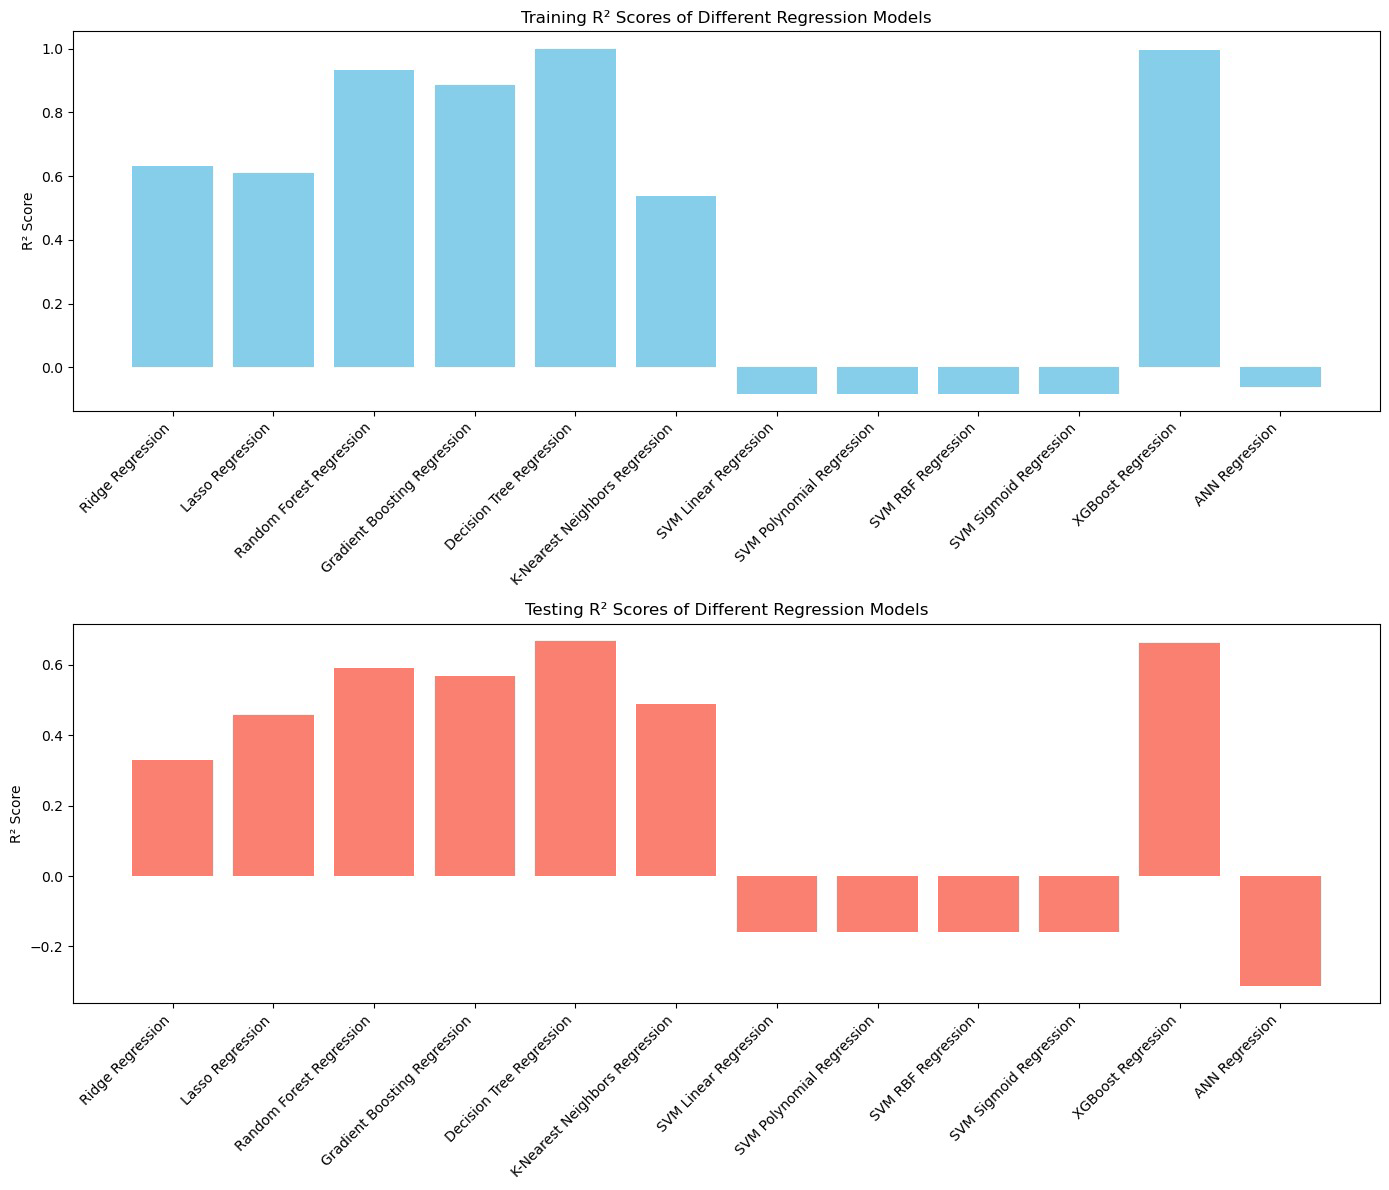 Training R² Scores of Different Regression Models
R² Score
1.0
0.8
0.6
0.4
0.2
0.0
Ridge Regression
Lasso Regression
Random Forest Regression
Gradient Boosting Regression
Decision Tree Regression
K-Nearest Neighbors Regression
SVM Linear Regression
SVM Polynomial Regression
SVM RBF Regression
SVM Sigmoid Regression
XGBoost Regression
ANN Regression
Testing R² Scores of Different Regression Models
R² Score
0.6
0.4
0.2
0.0
−0.2
Ridge Regression
Lasso Regression
Random Forest Regression
Gradient Boosting Regression
Decision Tree Regression
K-Nearest Neighbors Regression
SVM Linear Regression
SVM Polynomial Regression
SVM RBF Regression
SVM Sigmoid Regression
XGBoost Regression
ANN Regression